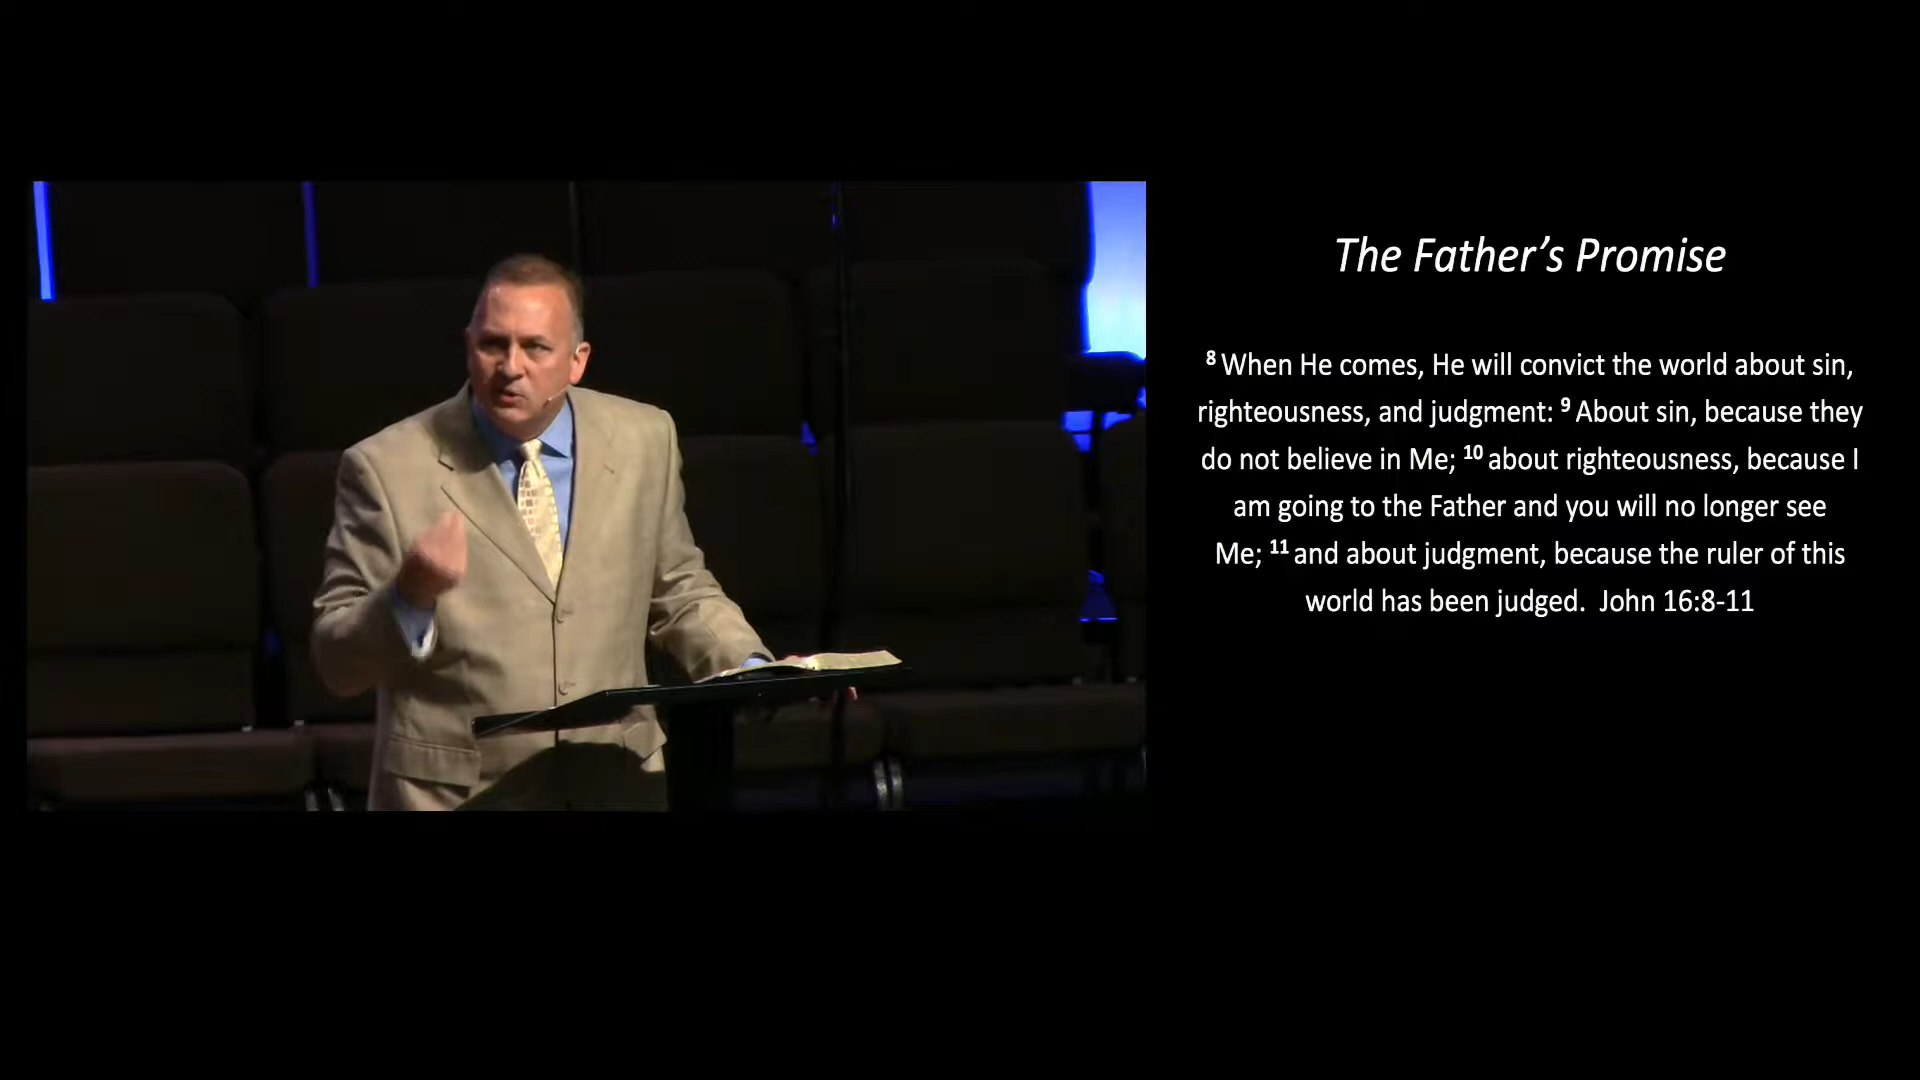 The Father’s Promise
⁸ When He comes, He will convict the world about sin,
righteousness, and judgment: ⁹ About sin, because they
do not believe in Me; ¹⁰ about righteousness, because I
am going to the Father and you will no longer see
Me; ¹¹ and about judgment, because the ruler of this
world has been judged.  John 16:8-11